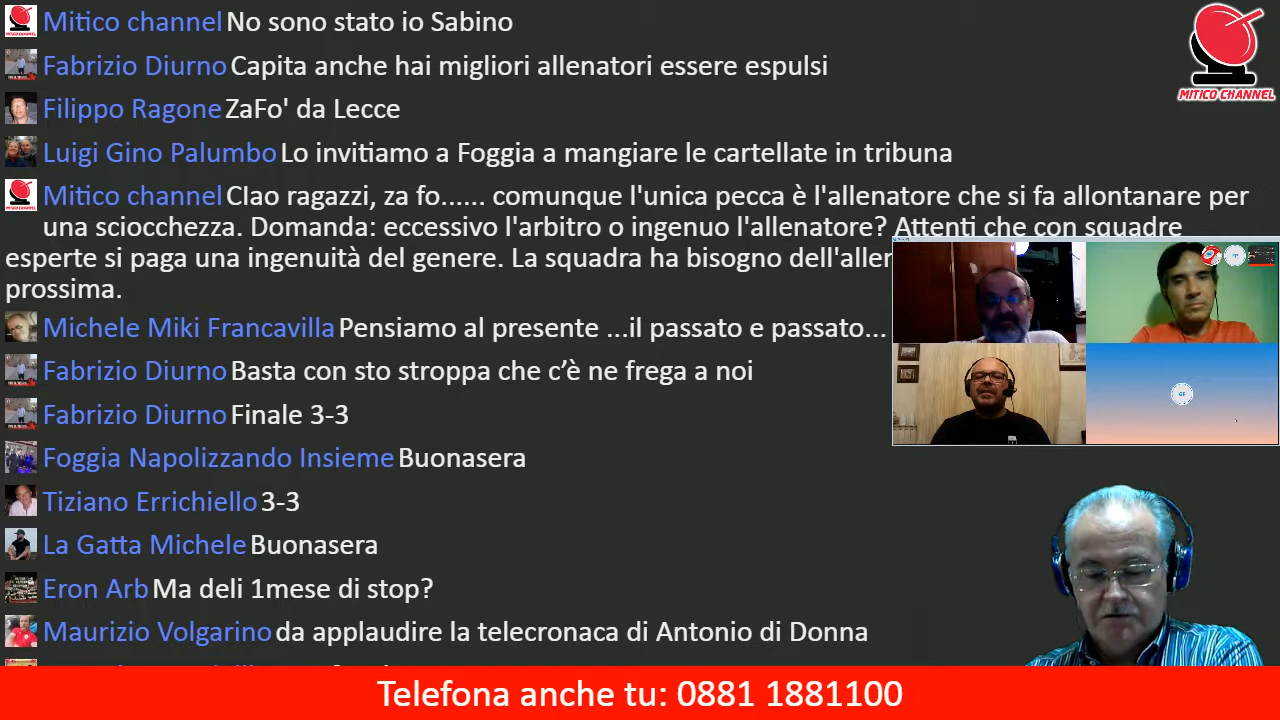 Mitico channel No sono stato io Sabino
Fabrizio Diurno Capita anche hai migliori allenatori essere espulsi
Filippo Ragone ZaFo' da Lecce
Luigi Gino Palumbo Lo invitiamo a Foggia a mangiare le cartellate in tribuna
Mitico channel CIao ragazzi, za fo...... comunque l'unica pecca è l'allenatore che si fa allontanare per
una sciocchezza. Domanda: eccessivo l'arbitro o ingenuo l'allenatore? Attenti che con squadre
esperte si paga una ingenuità del genere. La squadra ha bisogno dell'aller
prossima.
Michele Miki Francavilla Pensiamo al presente ...il passato e passato...
Fabrizio Diurno Basta con sto stroppa che c’è ne frega a noi
Fabrizio Diurno Finale 3-3
Foggia Napolizzando Insieme Buonasera
Tiziano Errichiello 3-3
La Gatta Michele Buonasera
Eron Arb Ma deli 1mese di stop?
Maurizio Volgarino da applaudire la telecronaca di Antonio di Donna
MITICO CHANNEL
GF
Telefona anche tu: 0881 1881100